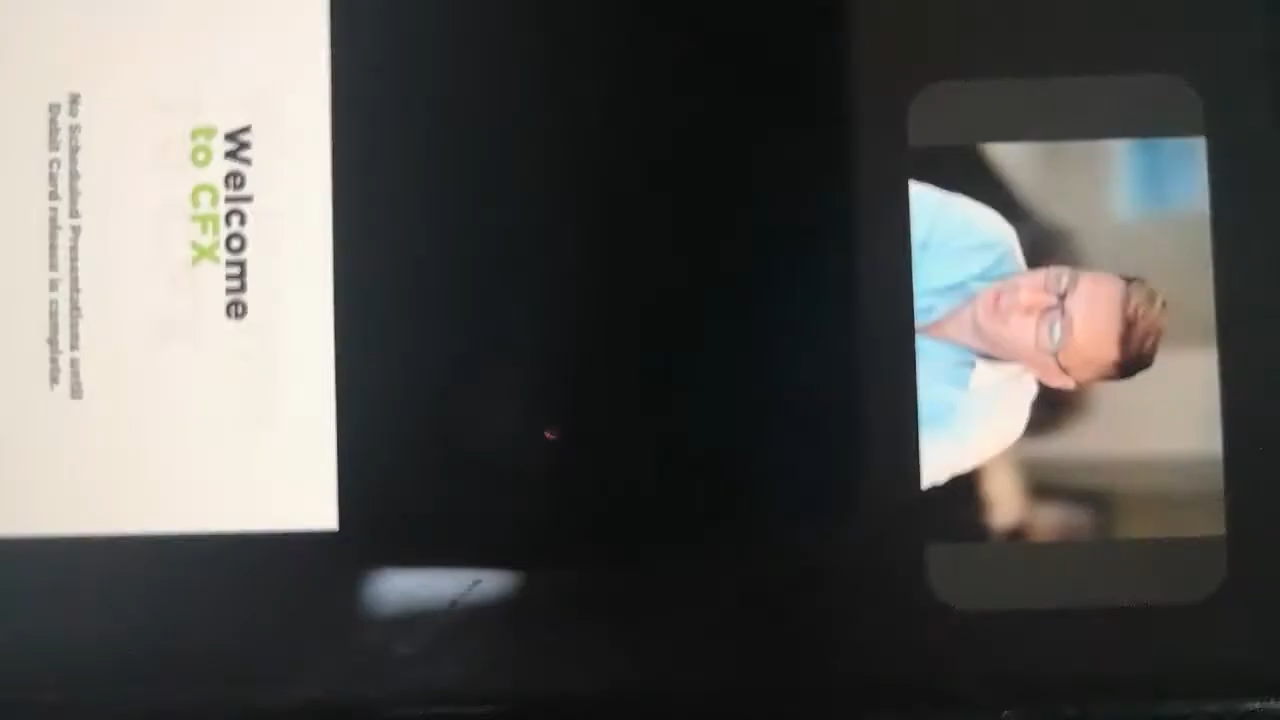 Welcome
to CFX
No Scheduled Presentations until
Debit Card release is complete.